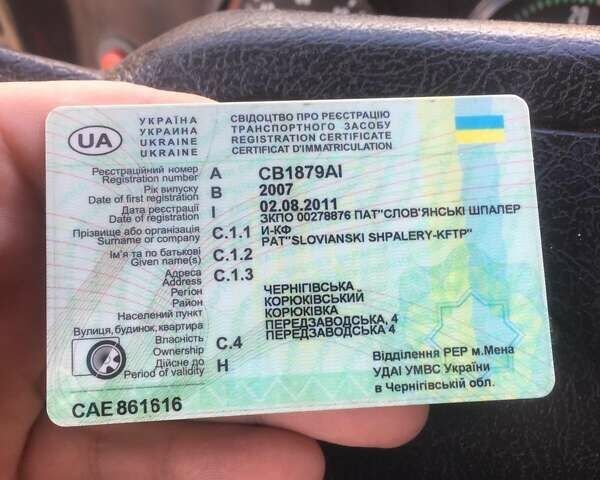 UA
УКРАЇНА
УКРАИНА
UKRAINE
UKRAINE
СВІДОЦТВО ПРО РЕЄСТРАЦІЮ
ТРАНСПОРТНОГО ЗАСОБУ
REGISTRATION CERTIFICATE
CERTIFICAT D'IMMATRICULATION
Реєстраційний номер
Registration number A CB1879AI
Рік випуску
Date of first registration B 2007
Дата реєстрації
Date of registration I 02.08.2011
ЗКПО 00278876 ПАТ"СЛОВ'ЯНСЬКІ ШПАЛЕР
Прізвище або організація
Surname or company C.1.1 И-КФ
PAT"SLOVIANSKI SHPALERY-KFTP"
Ім'я та по батькові
Given name(s) C.1.2
Адреса
Address C.1.3
Регіон ЧЕРНІГІВСЬКА
Район КОРЮКІВСЬКИЙ
Населений пункт КОРЮКІВКА
Вулиця, будинок, квартира ПЕРЕДЗАВОДСЬКА, 4
ПЕРЕДЗАВОДСЬКА 4
Власність
Ownership C.4
Дійсне до
Period of validity H
Відділення РЕР м.Мена
УДАІ УМВС України
в Чернігівській обл.
CAE 861616
20